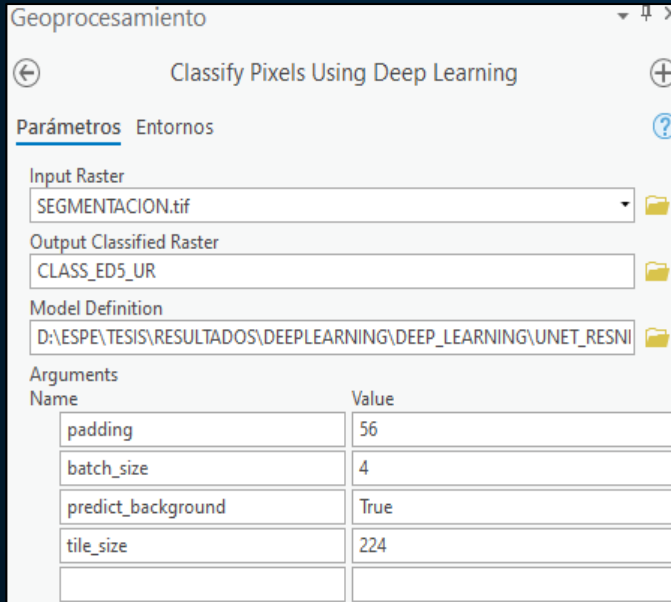 Geoprocesamiento
Classify Pixels Using Deep Learning
Parámetros Entornos
Input Raster
SEGMENTACION.tif
Output Classified Raster
CLASS_ED5_UR
Model Definition
D:\ESPE\TESIS\RESULTADOS\DEEPLEARNING\DEEP_LEARNING\UNET_RESNI
Arguments
Name Value
padding 56
batch_size 4
predict_background True
tile_size 224